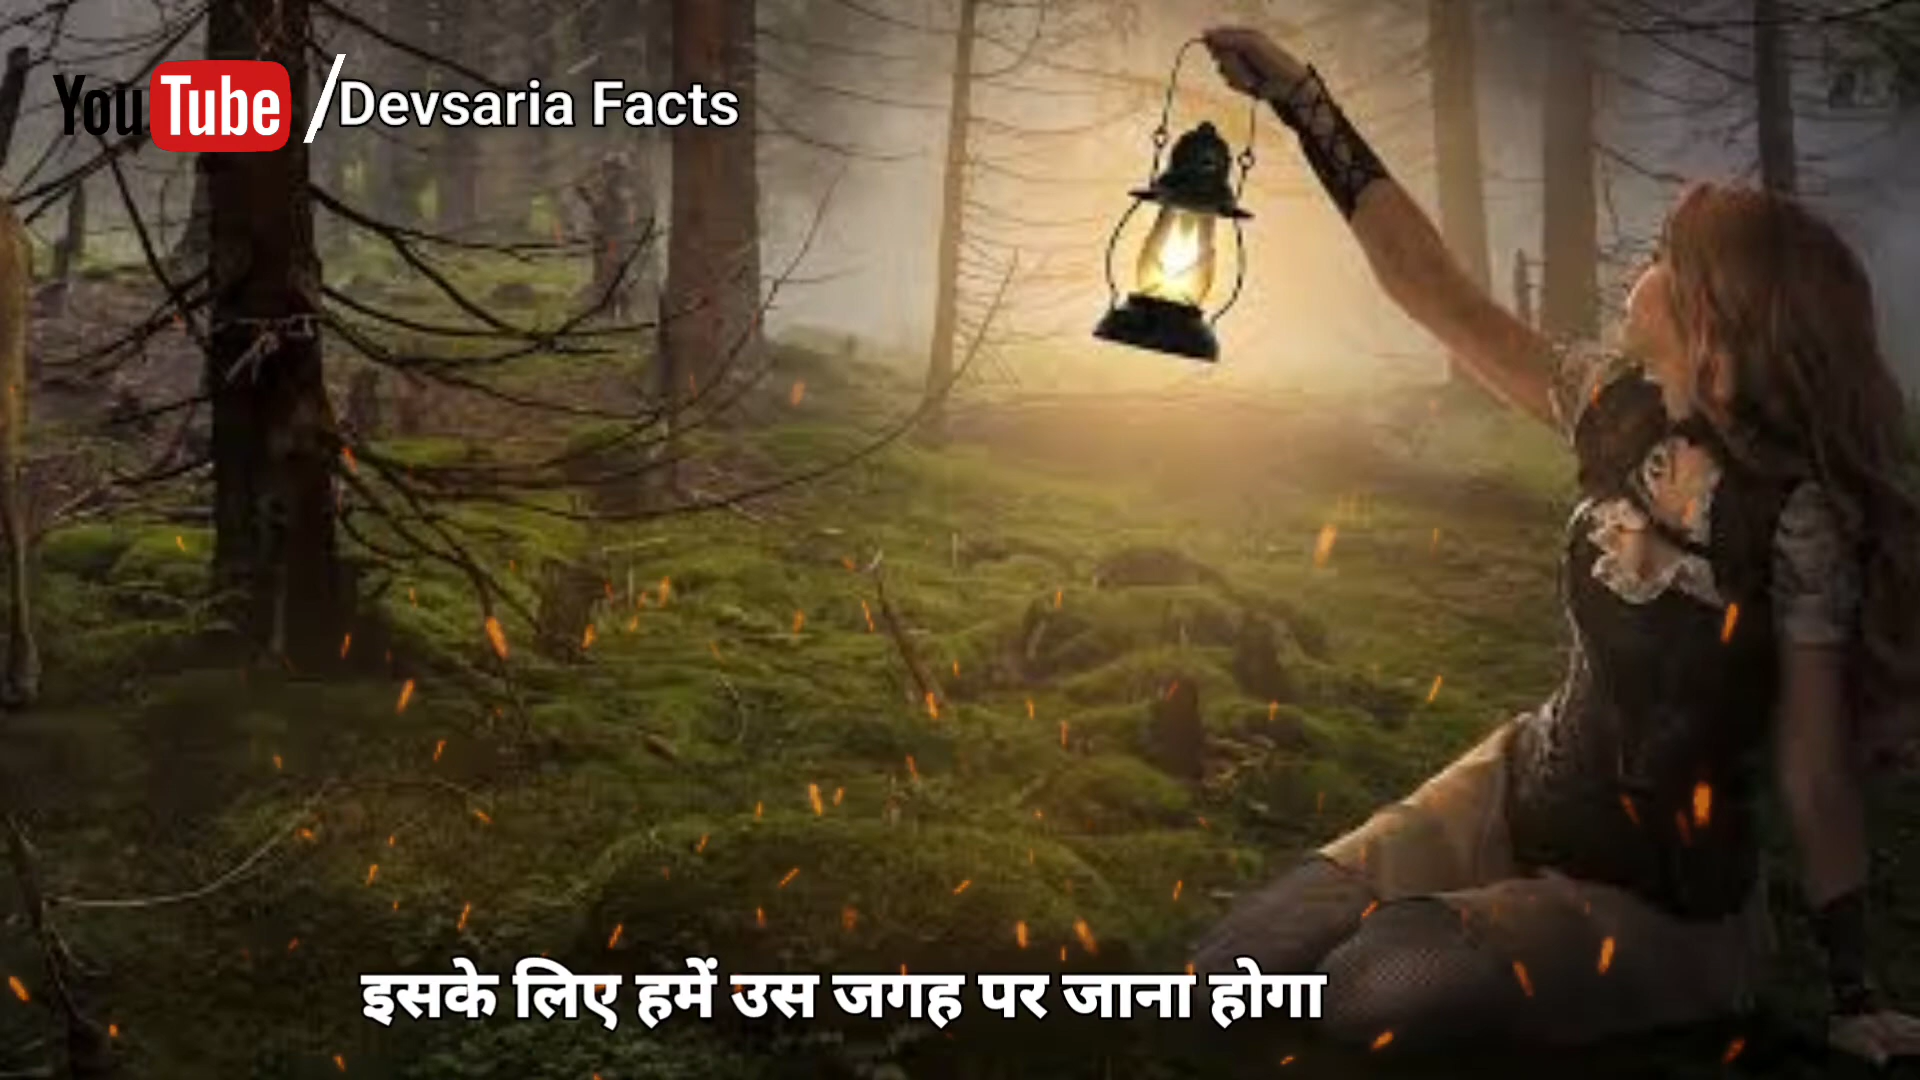 YouTube /Devsaria Facts
इसके लिए हमें उस जगह पर जाना होगा